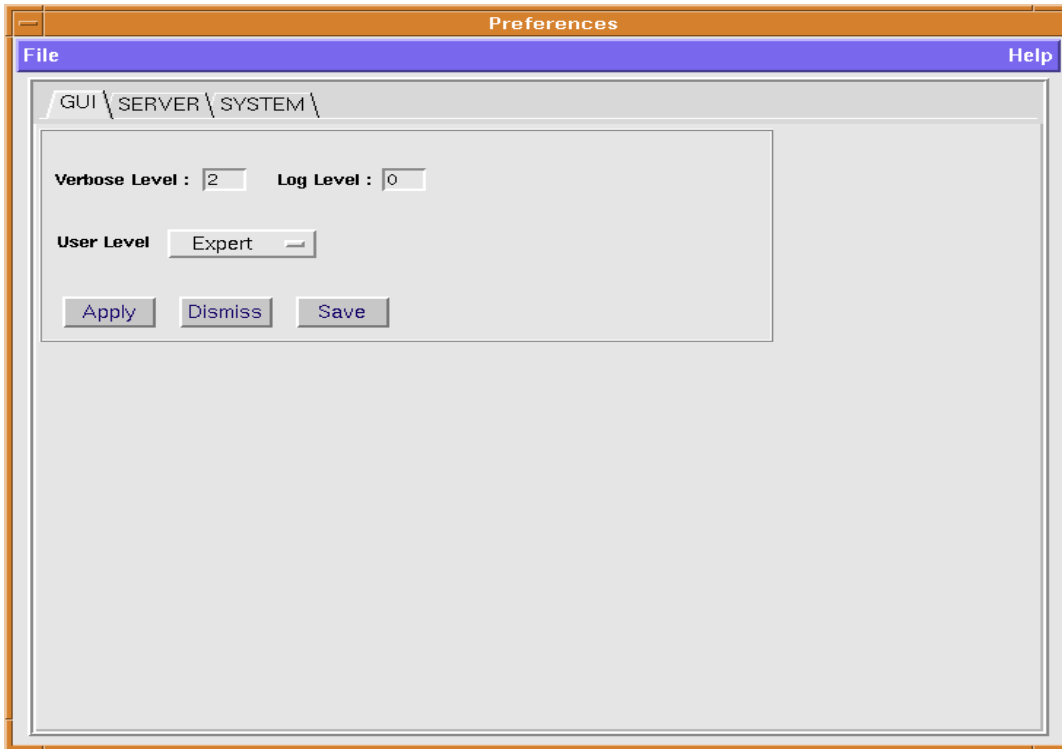 Preferences
File Help
GUI SERVER SYSTEM
Verbose Level : 2 Log Level : 0
User Level Expert
Apply Dismiss Save